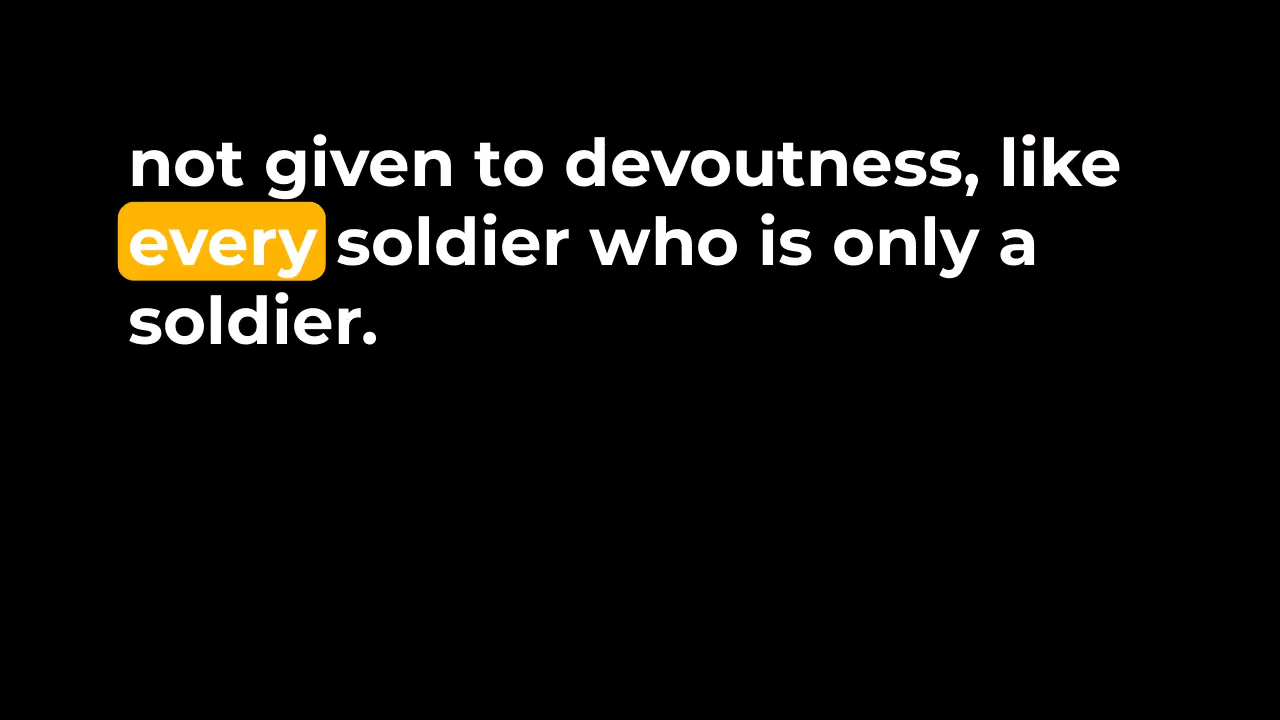 not given to devoutness, like
every soldier who is only a
soldier.